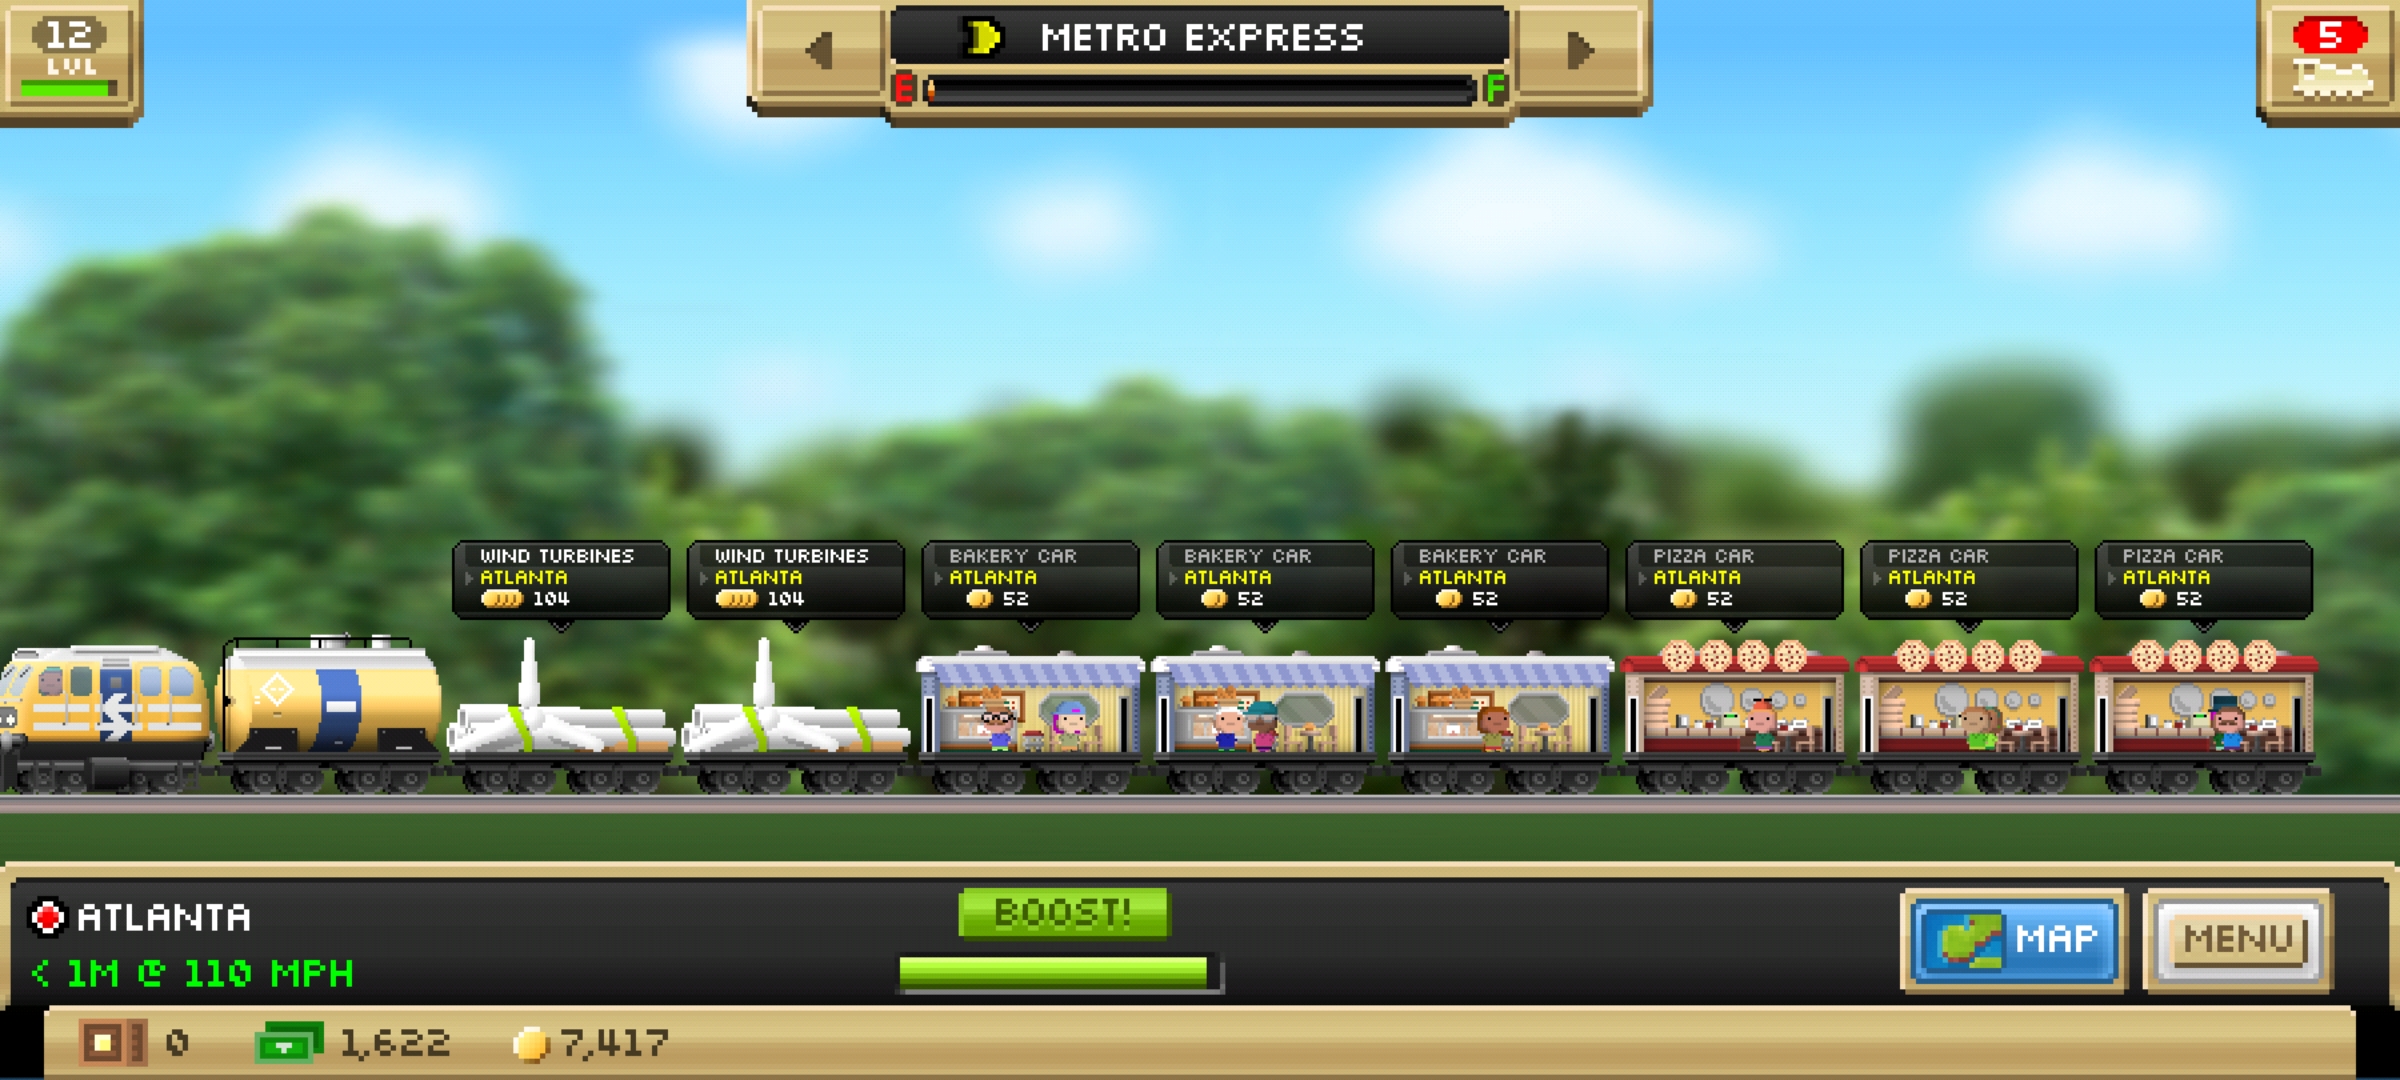 12
LVL
METRO EXPRESS
E F
5
WIND TURBINES
ATLANTA
104
WIND TURBINES
ATLANTA
104
BAKERY CAR
ATLANTA
52
BAKERY CAR
ATLANTA
52
BAKERY CAR
ATLANTA
52
PIZZA CAR
ATLANTA
52
PIZZA CAR
ATLANTA
52
PIZZA CAR
ATLANTA
52
ATLANTA
< 1M @ 110 MPH
BOOST!
MAP
MENU
0 1,622 7,417